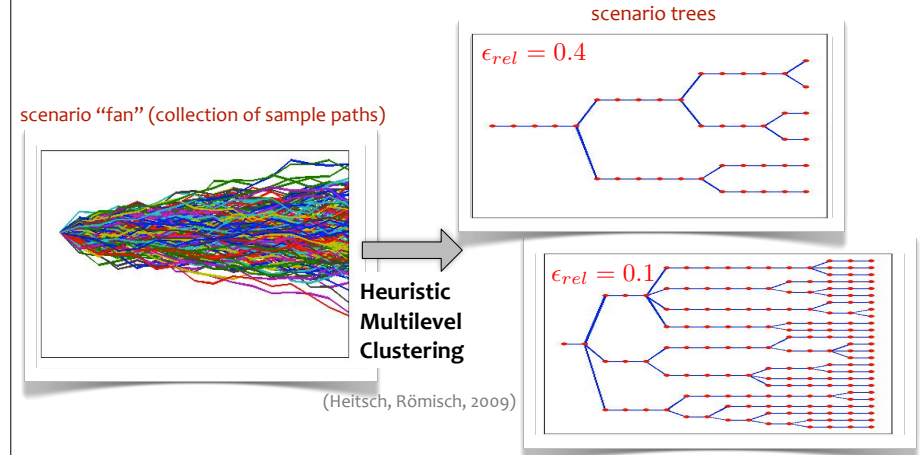 scenario trees
ϵ_rel = 0.4
scenario “fan” (collection of sample paths)
ϵ_rel = 0.1
Heuristic
Multilevel
Clustering
(Heitsch, Römisch, 2009)